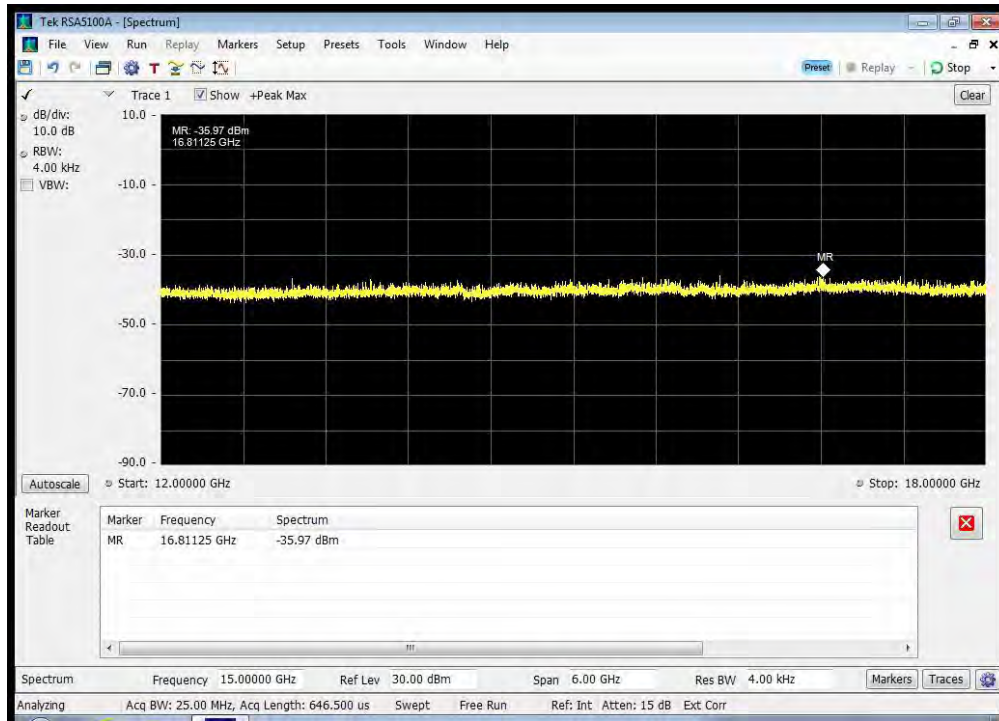 Tek RSA5100A - [Spectrum]
File View Run Replay Markers Setup Presets Tools Window Help
T
Preset Replay Stop
Trace 1 Show +Peak Max Clear
dB/div:
10.0 dB
RBW:
4.00 kHz
VBW:
10.0
-10.0
-30.0
-50.0
-70.0
-90.0
MR: -35.97 dBm
16.81125 GHz
MR
Autoscale Start: 12.00000 GHz Stop: 18.00000 GHz
Marker
Readout
Table
Marker Frequency Spectrum
MR 16.81125 GHz -35.97 dBm
Spectrum Frequency 15.00000 GHz Ref Lev 30.00 dBm Span 6.00 GHz Res BW 4.00 kHz Markers Traces
Analyzing Acq BW: 25.00 MHz, Acq Length: 646.500 us Swept Free Run Ref: Int Atten: 15 dB Ext Corr